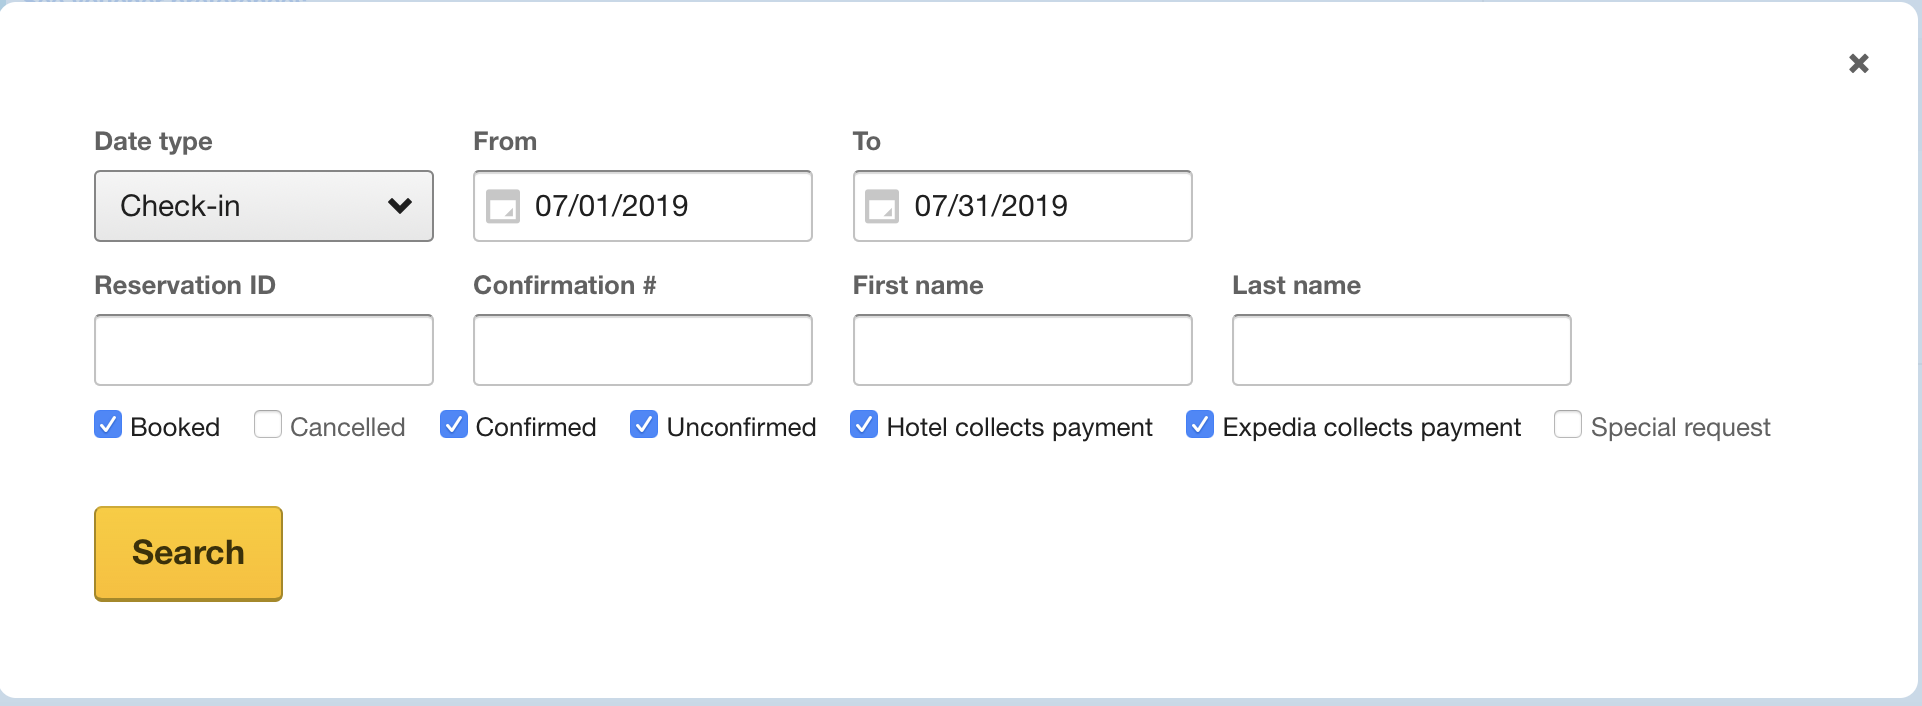 Date type From To
Check-in 07/01/2019 07/31/2019
Reservation ID Confirmation # First name Last name
Booked Cancelled Confirmed Unconfirmed Hotel collects payment Expedia collects payment Special request
Search